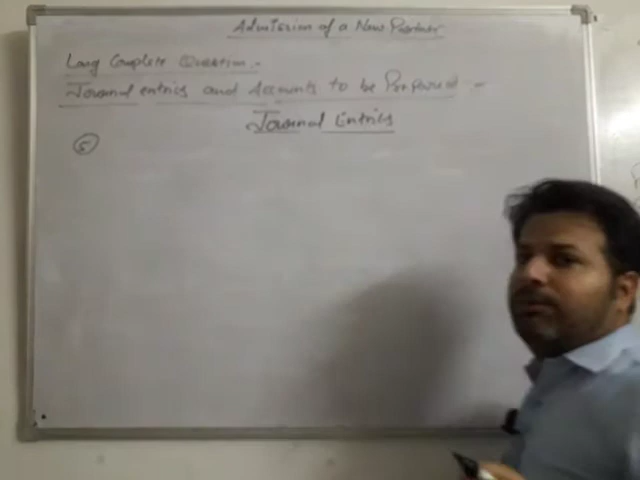 Admission of a New Partner
Long Complete Question :-
Journal entries and Accounts to be Prepared :-
Journal Entries
5